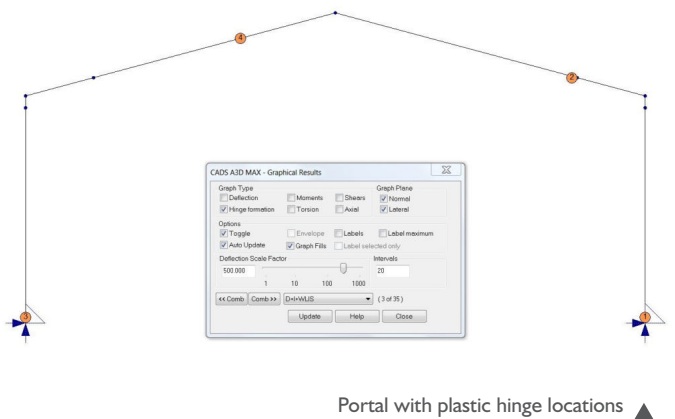 4
2
CADS A3D MAX - Graphical Results
Graph Type
Graph Plane
Deflection
Moments
Shears
Normal
Hinge formation
Torsion
Axial
Lateral
Options
Toggle
Envelope
Labels
Label maximum
Auto Update
Graph Fills
Label selected only
Deflection Scale Factor
Intervals
500.000
20
1 10 100 1000
<< Comb Comb >> D+I+WLIS ( 3 of 35 )
Update Help Close
3
1
Portal with plastic hinge locations